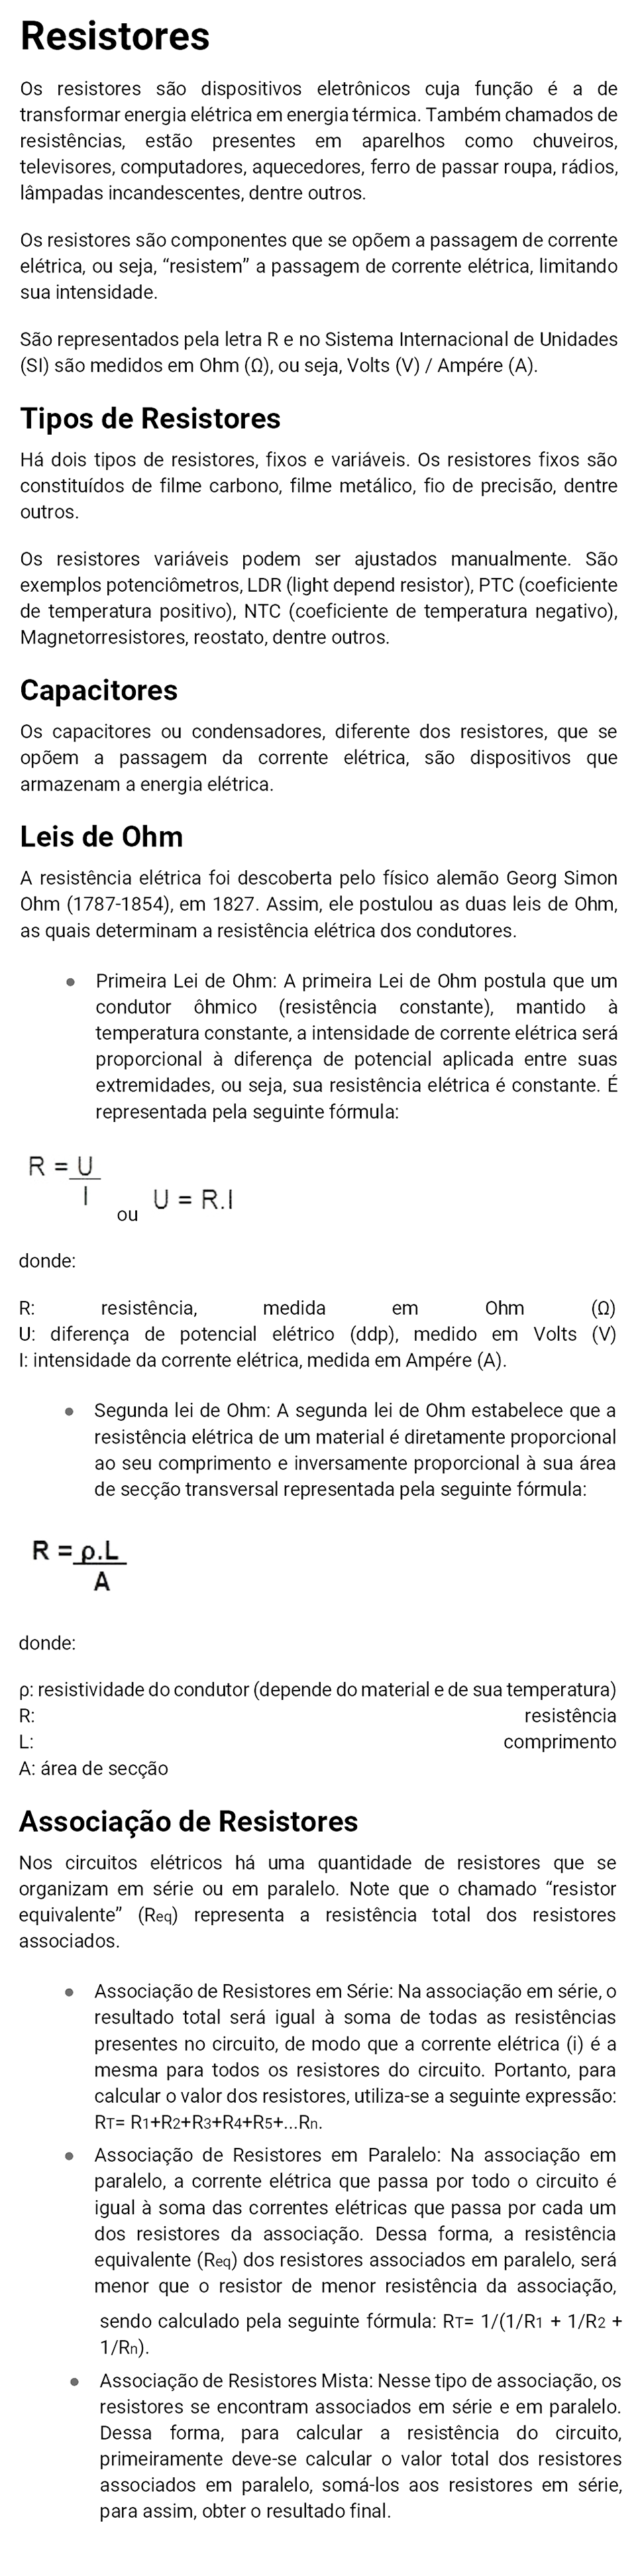 Resistores
Os resistores são dispositivos eletrônicos cuja função é a de
transformar energia elétrica em energia térmica. Também chamados de
resistências, estão presentes em aparelhos como chuveiros,
televisores, computadores, aquecedores, ferro de passar roupa, rádios,
lâmpadas incandescentes, dentre outros.
Os resistores são componentes que se opõem a passagem de corrente
elétrica, ou seja, “resistem” a passagem de corrente elétrica, limitando
sua intensidade.
São representados pela letra R e no Sistema Internacional de Unidades
(SI) são medidos em Ohm (Ω), ou seja, Volts (V) / Ampére (A).
Tipos de Resistores
Há dois tipos de resistores, fixos e variáveis. Os resistores fixos são
constituídos de filme carbono, filme metálico, fio de precisão, dentre
outros.
Os resistores variáveis podem ser ajustados manualmente. São
exemplos potenciômetros, LDR (light depend resistor), PTC (coeficiente
de temperatura positivo), NTC (coeficiente de temperatura negativo),
Magnetorresistores, reostato, dentre outros.
Capacitores
Os capacitores ou condensadores, diferente dos resistores, que se
opõem a passagem da corrente elétrica, são dispositivos que
armazenam a energia elétrica.
Leis de Ohm
A resistência elétrica foi descoberta pelo físico alemão Georg Simon
Ohm (1787-1854), em 1827. Assim, ele postulou as duas leis de Ohm,
as quais determinam a resistência elétrica dos condutores.
● Primeira Lei de Ohm: A primeira Lei de Ohm postula que um
condutor ôhmico (resistência constante), mantido à
temperatura constante, a intensidade de corrente elétrica será
proporcional à diferença de potencial aplicada entre suas
extremidades, ou seja, sua resistência elétrica é constante. É
representada pela seguinte fórmula:
R = U
I
ou U = R.I
donde:
R: resistência, medida em Ohm (Ω)
U: diferença de potencial elétrico (ddp), medido em Volts (V)
I: intensidade da corrente elétrica, medida em Ampére (A).
● Segunda lei de Ohm: A segunda lei de Ohm estabelece que a
resistência elétrica de um material é diretamente proporcional
ao seu comprimento e inversamente proporcional à sua área
de secção transversal representada pela seguinte fórmula:
R = ρ.L
A
donde:
ρ: resistividade do condutor (depende do material e de sua temperatura)
R: resistência
L: comprimento
A: área de secção
Associação de Resistores
Nos circuitos elétricos há uma quantidade de resistores que se
organizam em série ou em paralelo. Note que o chamado “resistor
equivalente” (Req) representa a resistência total dos resistores
associados.
● Associação de Resistores em Série: Na associação em série, o
resultado total será igual à soma de todas as resistências
presentes no circuito, de modo que a corrente elétrica (i) é a
mesma para todos os resistores do circuito. Portanto, para
calcular o valor dos resistores, utiliza-se a seguinte expressão:
RT= R1+R2+R3+R4+R5+...Rn.
● Associação de Resistores em Paralelo: Na associação em
paralelo, a corrente elétrica que passa por todo o circuito é
igual à soma das correntes elétricas que passa por cada um
dos resistores da associação. Dessa forma, a resistência
equivalente (Req) dos resistores associados em paralelo, será
menor que o resistor de menor resistência da associação,
sendo calculado pela seguinte fórmula: RT= 1/(1/R1 + 1/R2 +
1/Rn).
● Associação de Resistores Mista: Nesse tipo de associação, os
resistores se encontram associados em série e em paralelo.
Dessa forma, para calcular a resistência do circuito,
primeiramente deve-se calcular o valor total dos resistores
associados em paralelo, somá-los aos resistores em série,
para assim, obter o resultado final.